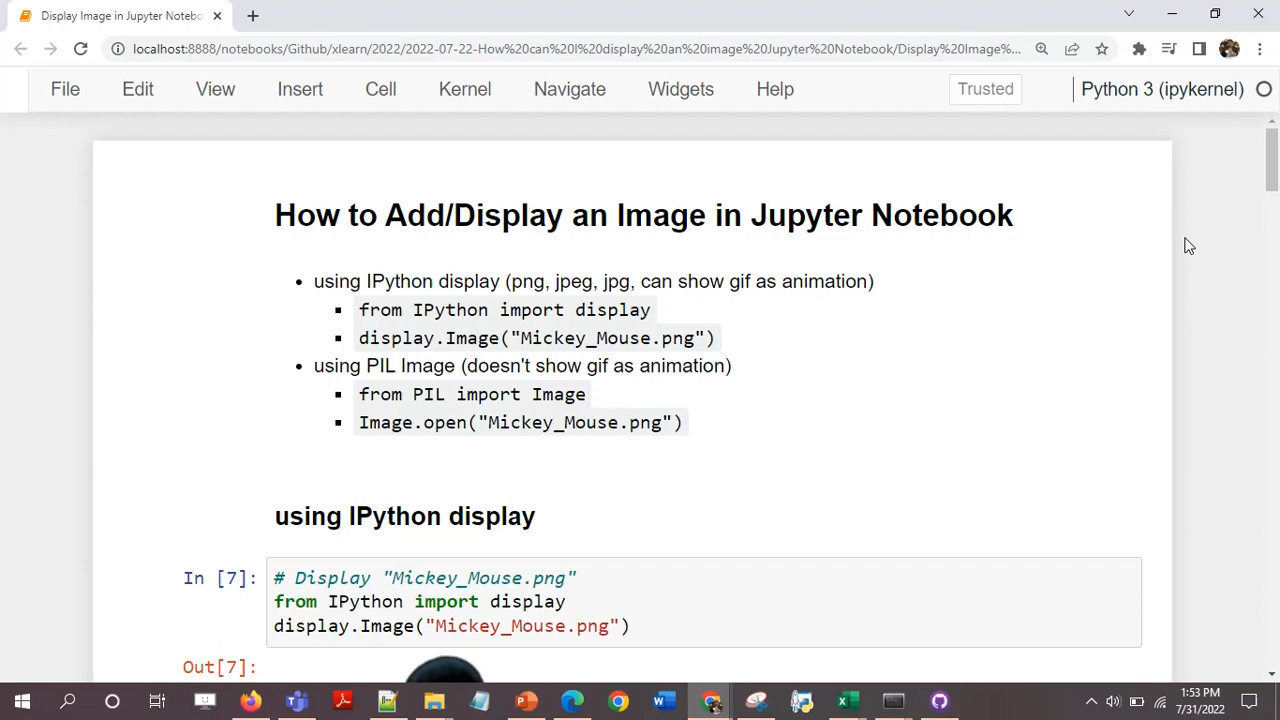 Display Image in Jupyter Notebo
localhost:8888/notebooks/Github/xlearn/2022/2022-07-22-How%20can%20I%20display%20an%20image%20Jupyter%20Notebook/Display%20Image%...
File Edit View Insert Cell Kernel Navigate Widgets Help Trusted Python 3 (ipykernel)
How to Add/Display an Image in Jupyter Notebook
• using IPython display (png, jpeg, jpg, can show gif as animation)
▪ from IPython import display
▪ display.Image("Mickey_Mouse.png")
• using PIL Image (doesn't show gif as animation)
▪ from PIL import Image
▪ Image.open("Mickey_Mouse.png")
using IPython display
In [7]: # Display "Mickey_Mouse.png"
from IPython import display
display.Image("Mickey_Mouse.png")
Out[7]:
1:53 PM
7/31/2022